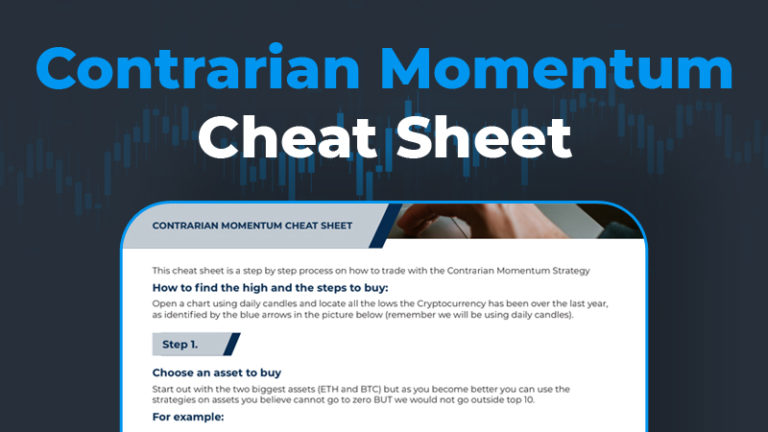 Contrarian Momentum
Cheat Sheet
CONTRARIAN MOMENTUM CHEAT SHEET
This cheat sheet is a step by step process on how to trade with the Contrarian Momentum Strategy
How to find the high and the steps to buy:
Open a chart using daily candles and locate all the lows the Cryptocurrency has been over the last year,
as identified by the blue arrows in the picture below (remember we will be using daily candles).
Step 1.
Choose an asset to buy
Start out with the two biggest assets (ETH and BTC) but as you become better you can use the
strategies on assets you believe cannot go to zero BUT we would not go outside top 10.
For example: